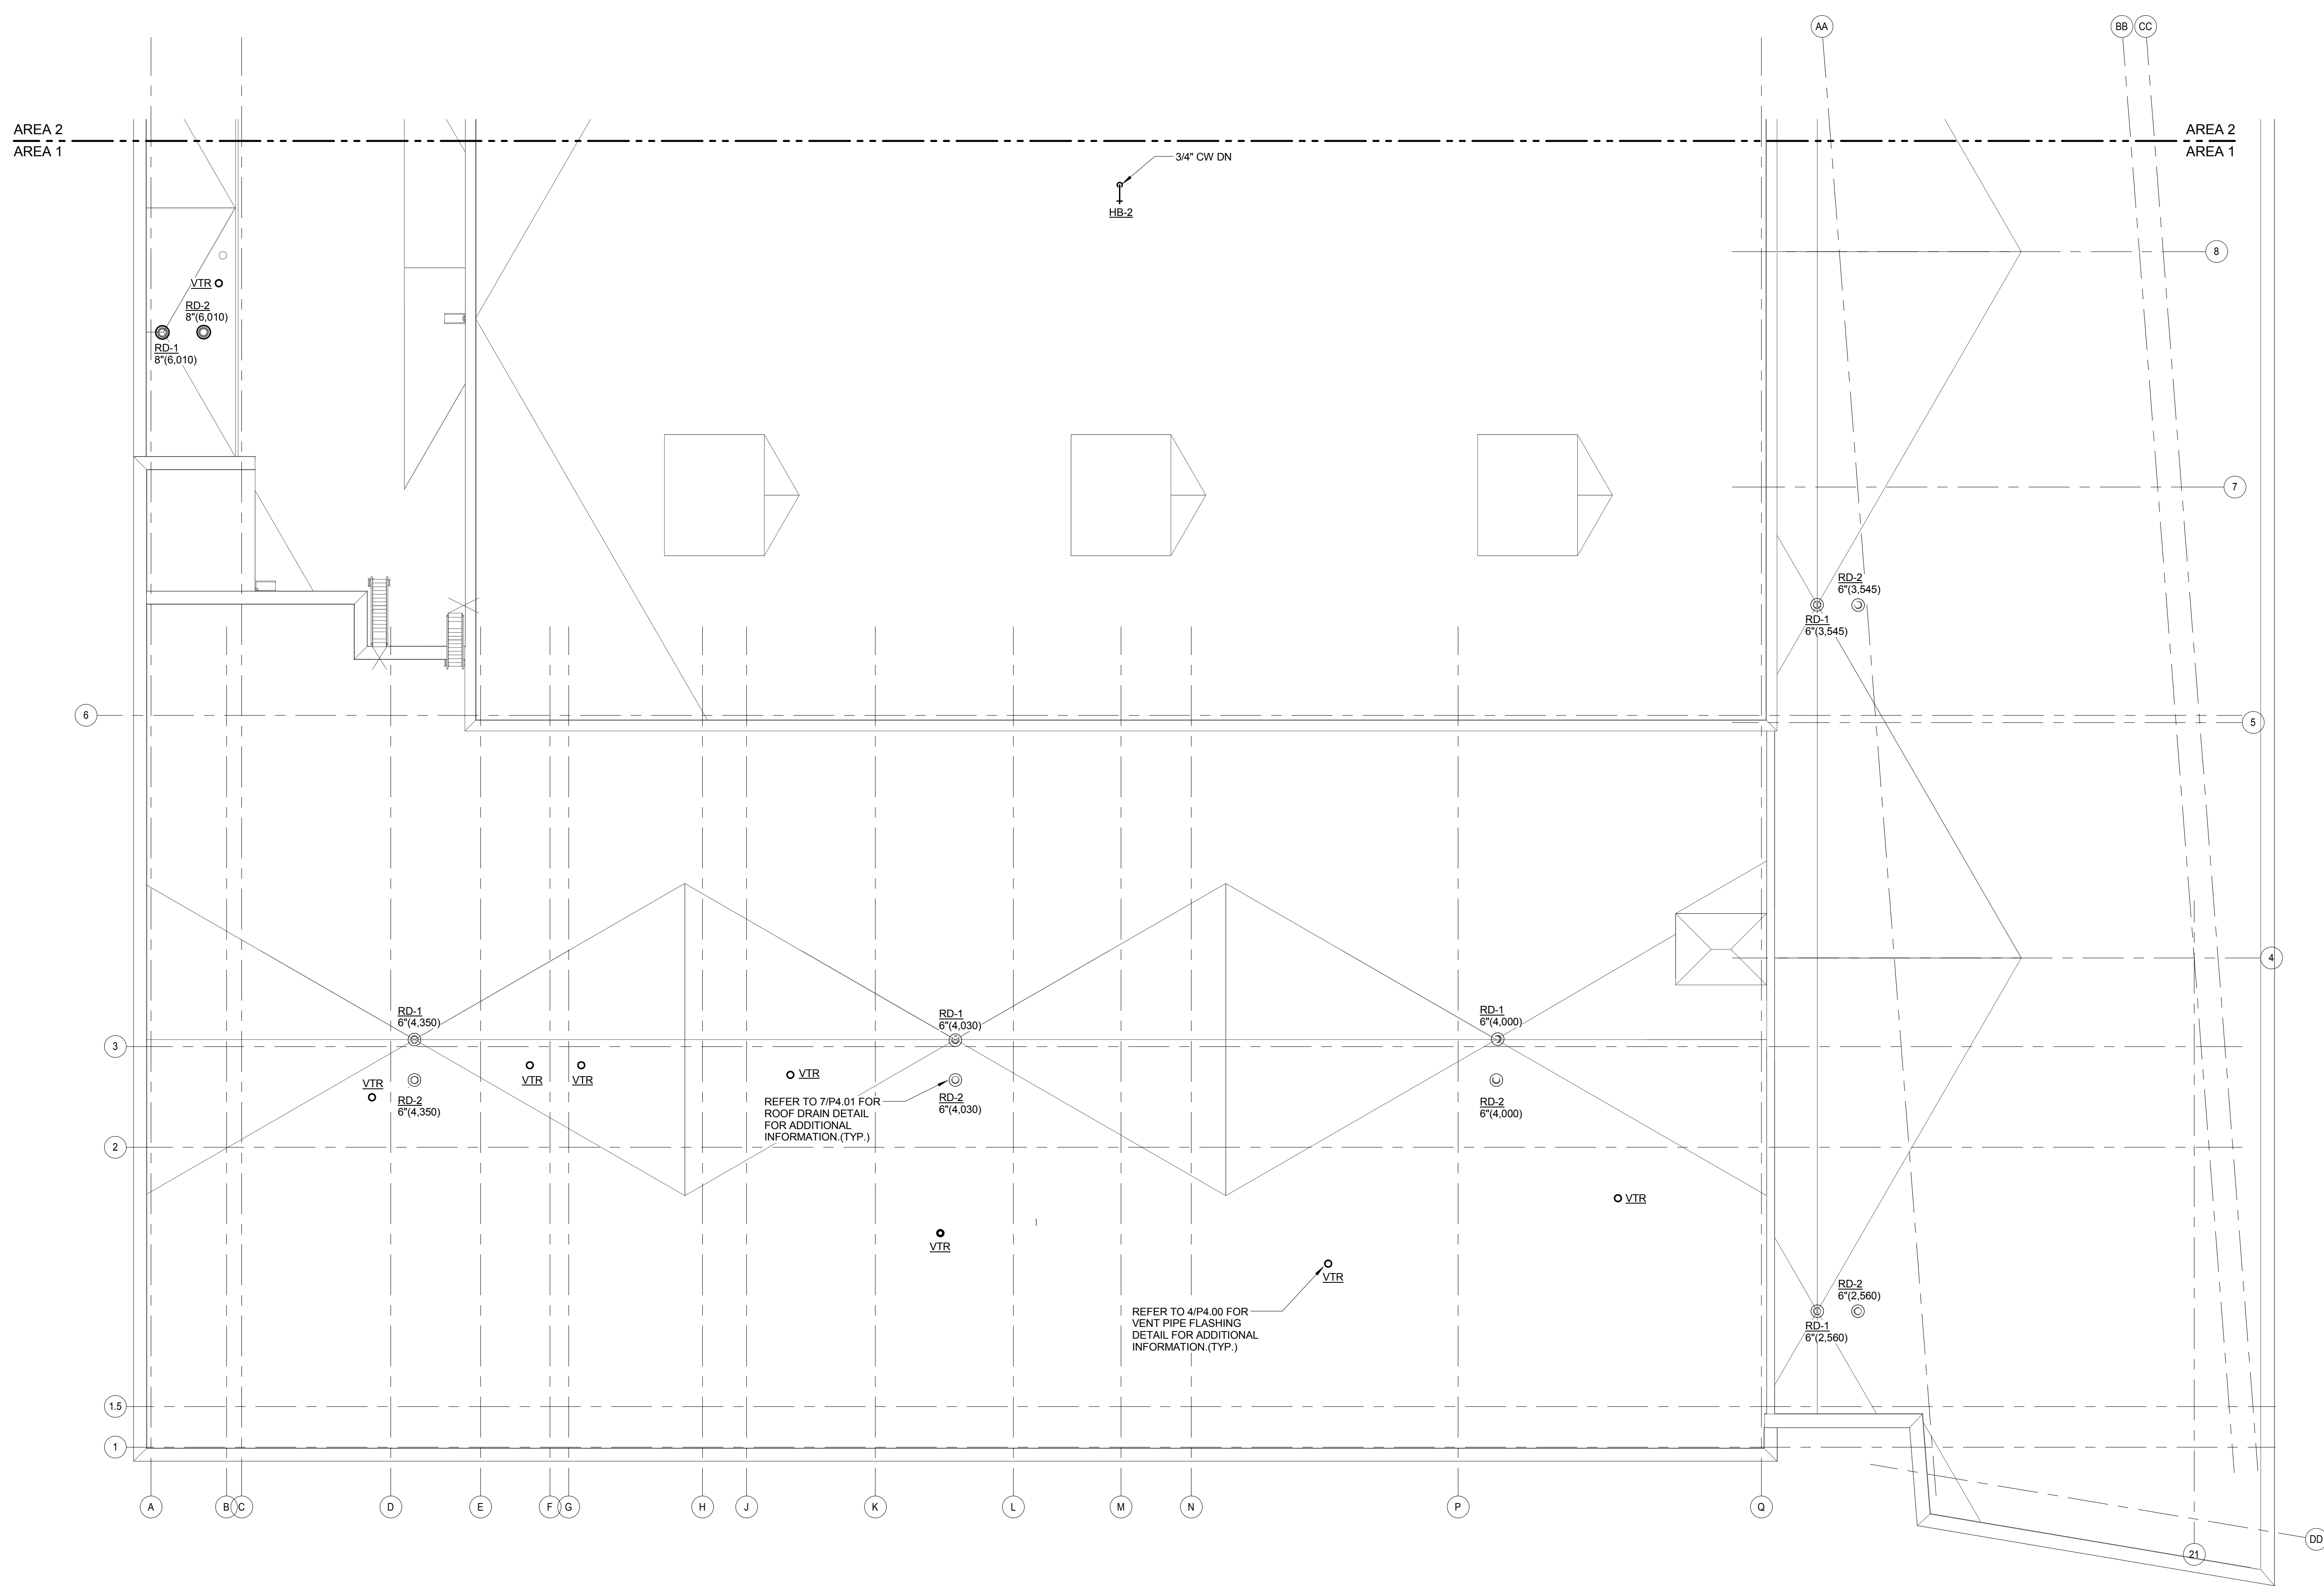 AA
BB
CC
AREA 2
AREA 1
AREA 2
AREA 1
3/4" CW DN
HB-2
8
VTR
RD-2
8"(6,010)
RD-1
8"(6,010)
7
RD-2
6"(3,545)
RD-1
6"(3,545)
6
5
4
RD-1
6"(4,350)
RD-1
6"(4,030)
RD-1
6"(4,000)
3
VTR
VTR
VTR
VTR
RD-2
6"(4,350)
REFER TO 7/P4.01 FOR
ROOF DRAIN DETAIL
FOR ADDITIONAL
INFORMATION.(TYP.)
RD-2
6"(4,030)
RD-2
6"(4,000)
2
VTR
VTR
VTR
REFER TO 4/P4.00 FOR
VENT PIPE FLASHING
DETAIL FOR ADDITIONAL
INFORMATION.(TYP.)
RD-2
6"(2,560)
RD-1
6"(2,560)
1.5
1
A
B
C
D
E
F
G
H
J
K
L
M
N
P
Q
21
DD